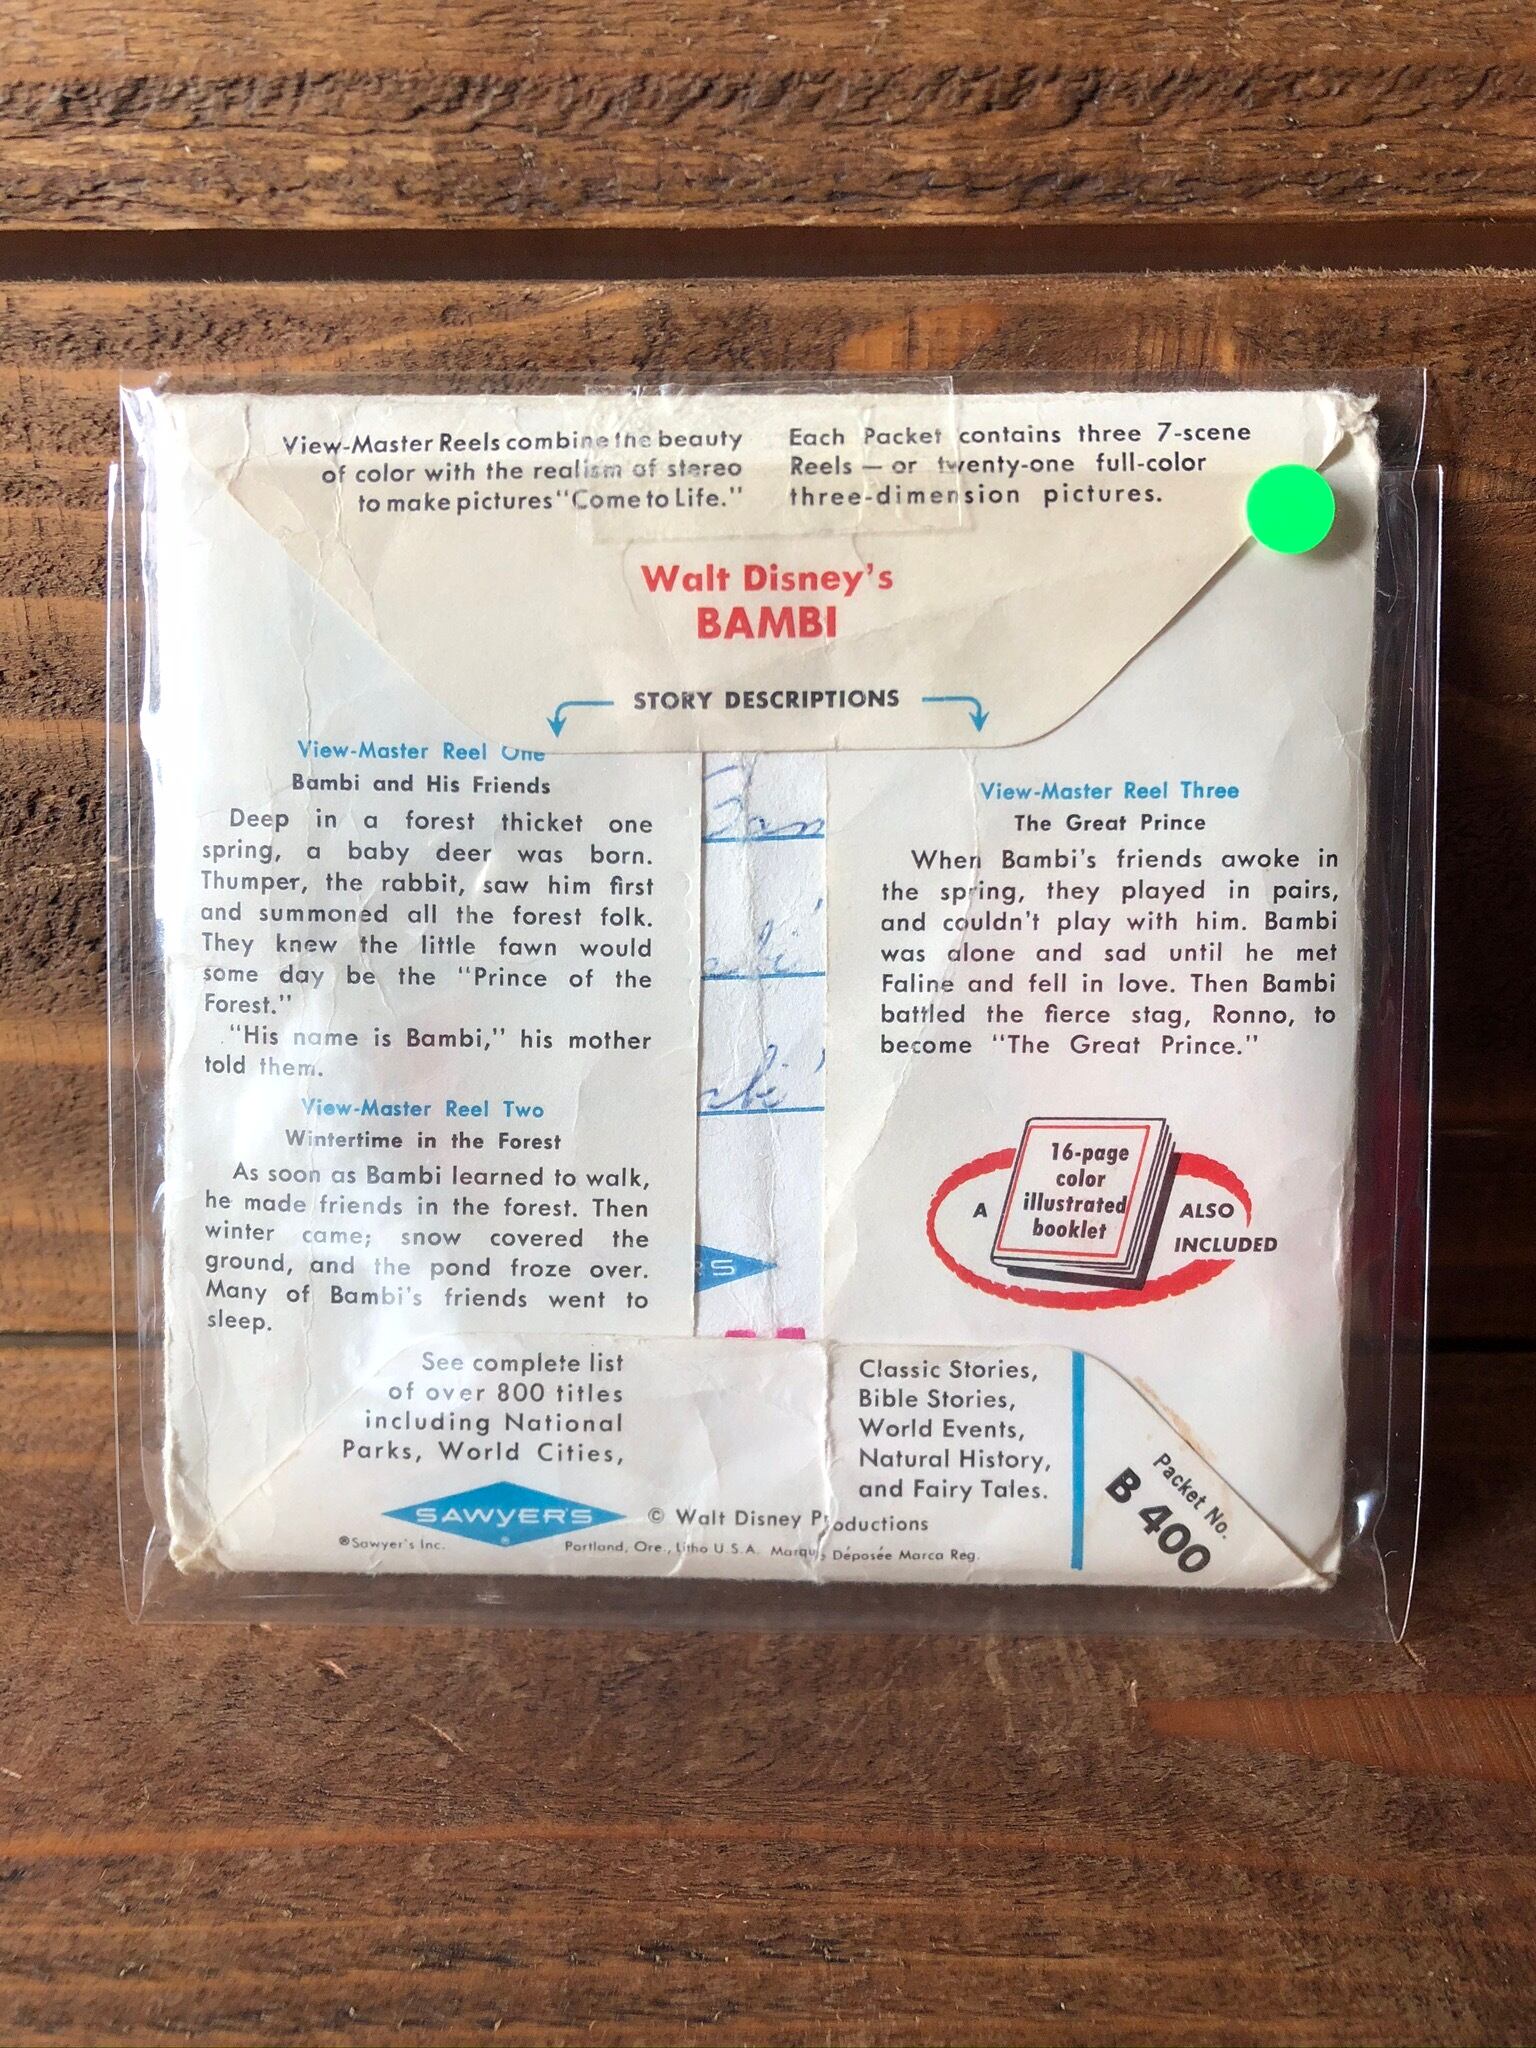 View-Master Reels combine the beauty
of color with the realism of stereo
to make pictures "Come to Life."
Each Packet contains three 7-scene
Reels — or twenty-one full-color
three-dimension pictures.
Walt Disney's
BAMBI
STORY DESCRIPTIONS
View-Master Reel One
Bambi and His Friends
Deep in a forest thicket one
spring, a baby deer was born.
Thumper, the rabbit, saw him first
and summoned all the forest folk.
They knew the little fawn would
some day be the "Prince of the
Forest."
"His name is Bambi," his mother
told them.
View-Master Reel Two
Wintertime in the Forest
As soon as Bambi learned to walk,
he made friends in the forest. Then
winter came; snow covered the
ground, and the pond froze over.
Many of Bambi's friends went to
sleep.
View-Master Reel Three
The Great Prince
When Bambi's friends awoke in
the spring, they played in pairs,
and couldn't play with him. Bambi
was alone and sad until he met
Faline and fell in love. Then Bambi
battled the fierce stag, Ronno, to
become "The Great Prince."
A
16-page
color
illustrated
booklet
ALSO
INCLUDED
RS
See complete list
of over 800 titles
including National
Parks, World Cities,
Classic Stories,
Bible Stories,
World Events,
Natural History,
and Fairy Tales.
SAWYER'S
®
© Walt Disney Productions
®Sawyer's Inc.
Portland, Ore., Litho U.S.A. Marque Déposée Marca Reg.
Packet No.
B 400